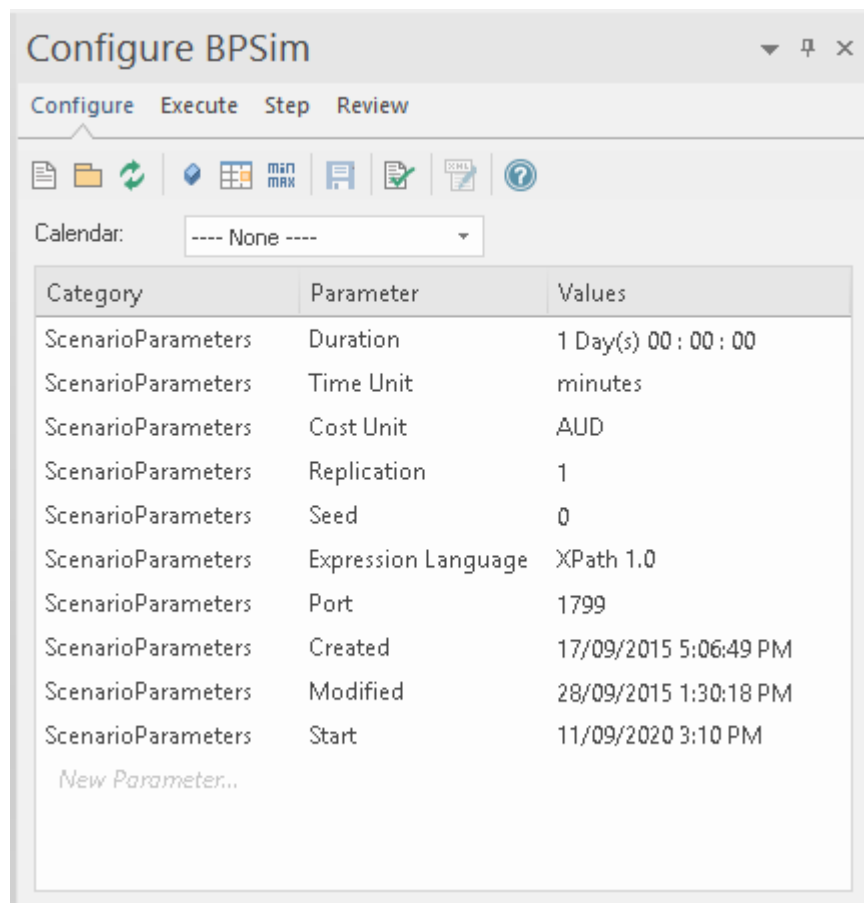 Configure BPSim
Configure Execute Step Review
min
max
XML
Calendar: ---- None ----
Category Parameter Values
ScenarioParameters Duration 1 Day(s) 00 : 00 : 00
ScenarioParameters Time Unit minutes
ScenarioParameters Cost Unit AUD
ScenarioParameters Replication 1
ScenarioParameters Seed 0
ScenarioParameters Expression Language XPath 1.0
ScenarioParameters Port 1799
ScenarioParameters Created 17/09/2015 5:06:49 PM
ScenarioParameters Modified 28/09/2015 1:30:18 PM
ScenarioParameters Start 11/09/2020 3:10 PM
New Parameter...